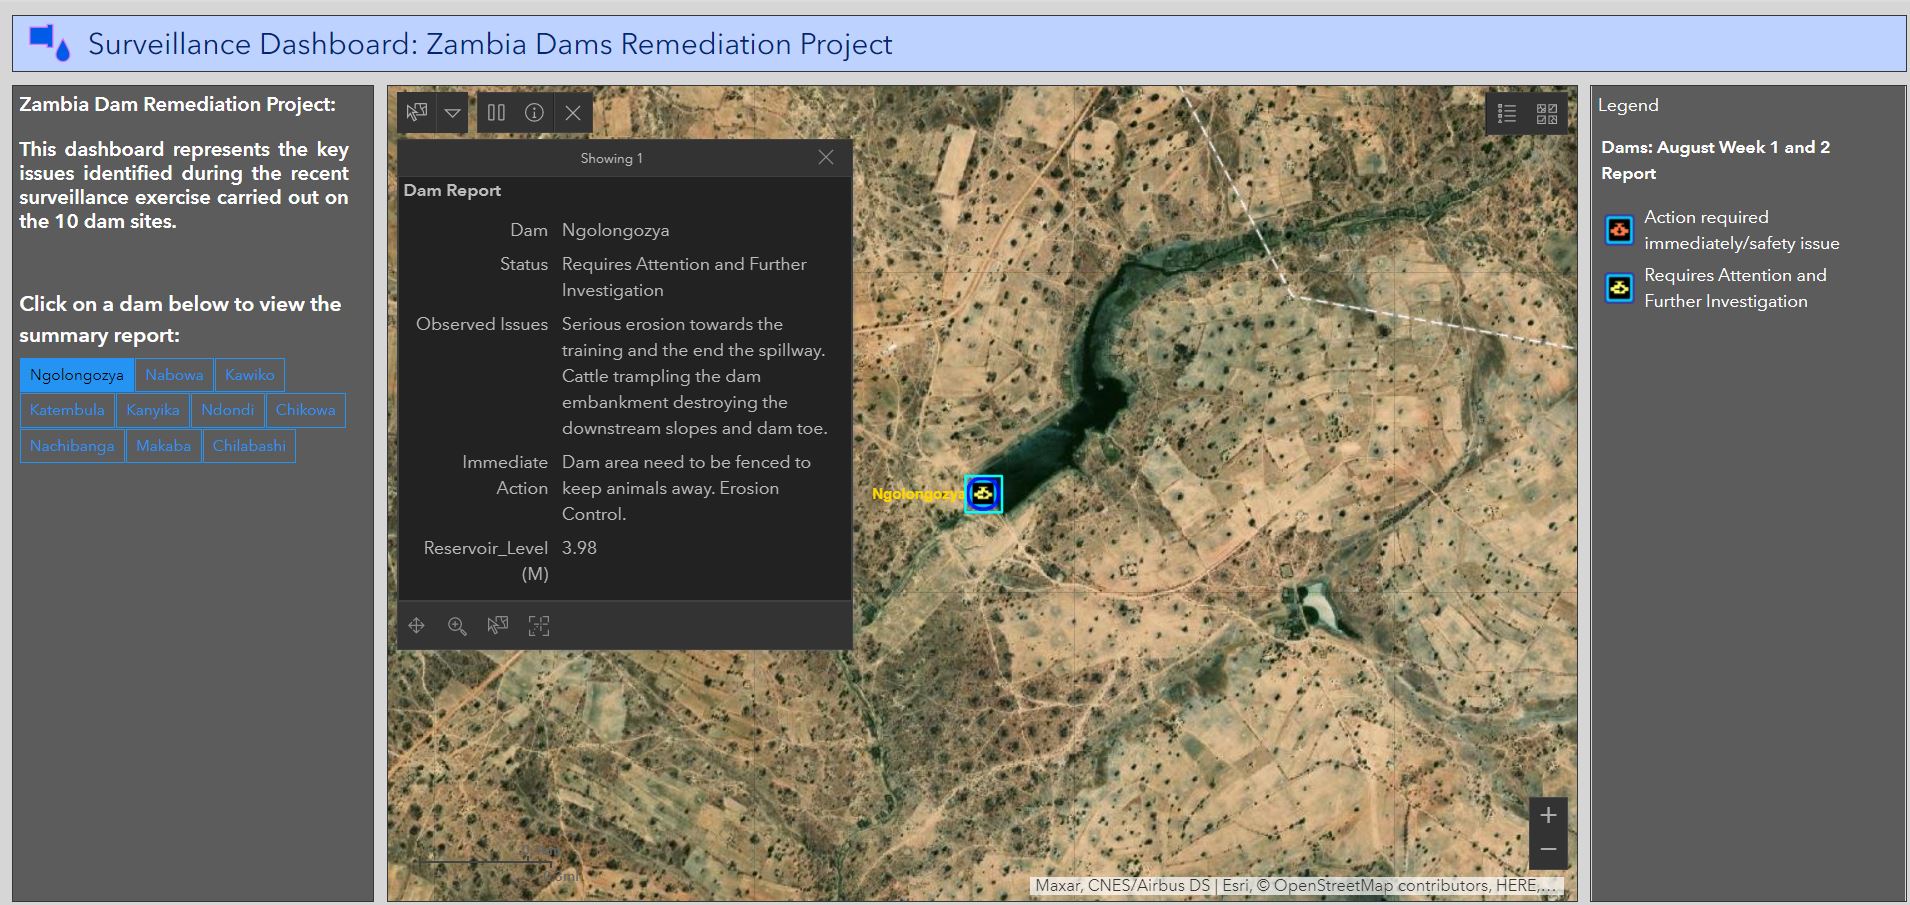 Surveillance Dashboard: Zambia Dams Remediation Project
Zambia Dam Remediation Project:
This dashboard represents the key
issues identified during the recent
surveillance exercise carried out on
the 10 dam sites.
Click on a dam below to view the
summary report:
Ngolongozya Nabowa Kawiko
Katembula Kanyika Ndondi Chikowa
Nachibanga Makaba Chilabashi
Showing 1
Dam Report
Dam Ngolongozya
Status Requires Attention and Further
Investigation
Observed Issues Serious erosion towards the
training and the end the spillway.
Cattle trampling the dam
embankment destroying the
downstream slopes and dam toe.
Immediate Dam area need to be fenced to
Action keep animals away. Erosion
Control.
Reservoir_Level 3.98
(M)
Ngolongozya
Maxar, CNES/Airbus DS | Esri, © OpenStreetMap contributors, HERE,...
Legend
Dams: August Week 1 and 2
Report
Action required
immediately/safety issue
Requires Attention and
Further Investigation